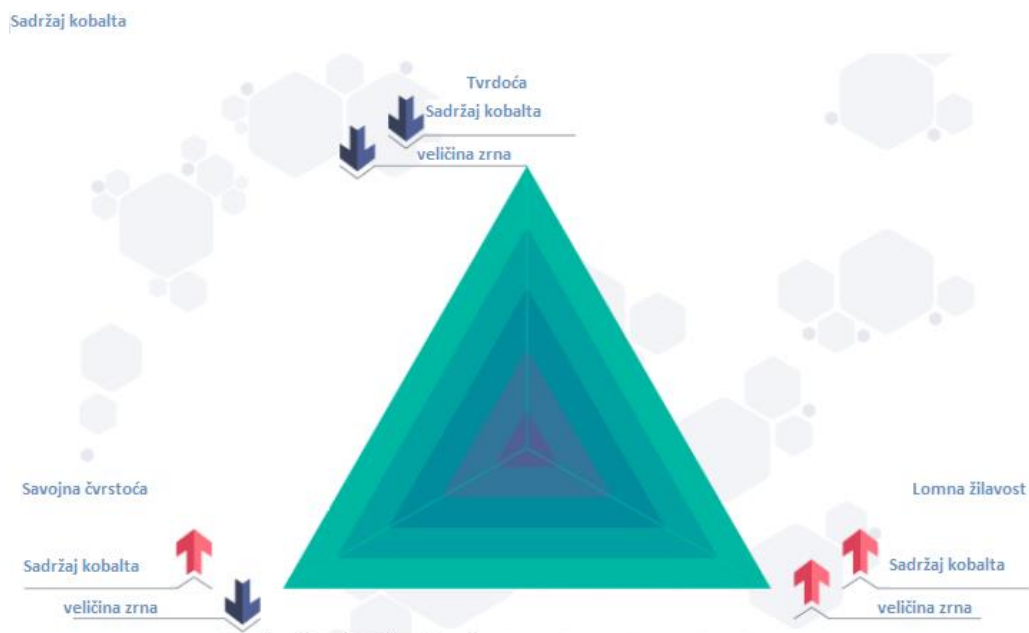 Sadržaj kobalta
Tvrdoća
Sadržaj kobalta
veličina zrna
Savojna čvrstoća
Lomna žilavost
Sadržaj kobalta
Sadržaj kobalta
veličina zrna
veličina zrna